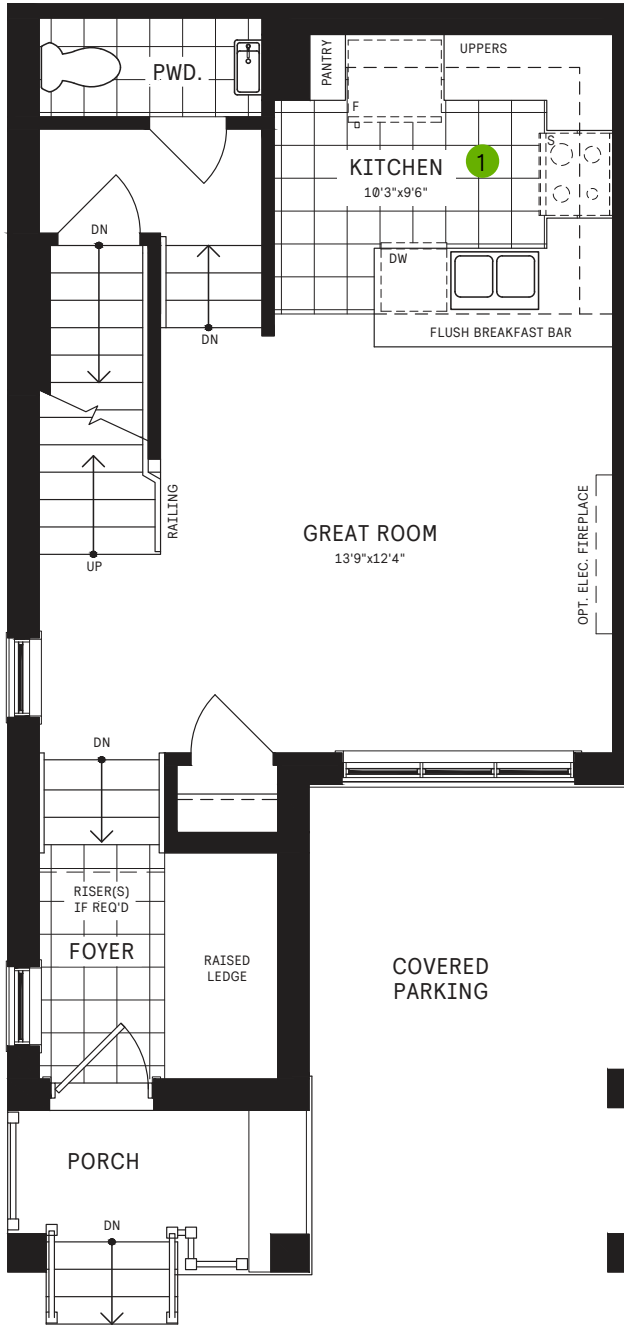 PWD.
PANTRY
UPPERS
F
S
KITCHEN
1
10'3"x9'6"
DN
DW
DN
FLUSH BREAKFAST BAR
RAILING
GREAT ROOM
13'9"x12'4"
OPT. ELEC. FIREPLACE
UP
DN
RISER(S)
IF REQ'D
FOYER
RAISED
LEDGE
COVERED
PARKING
PORCH
DN